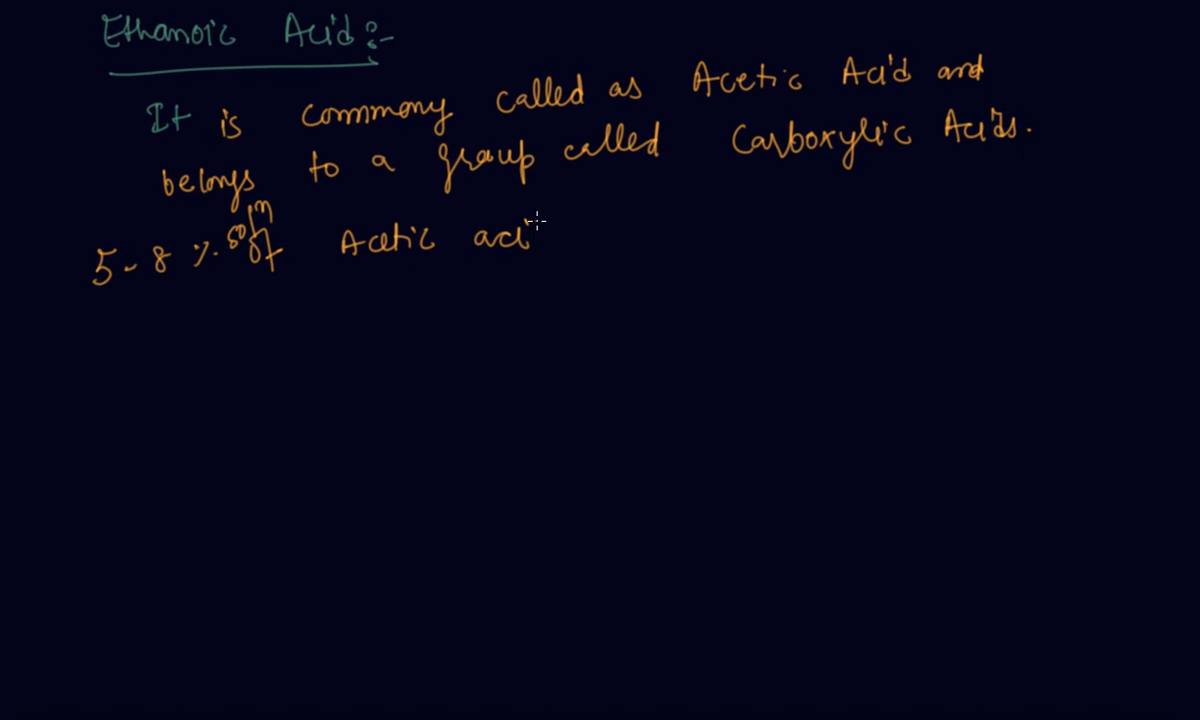 Ethanoic Acid:-
It is commony called as Acetic Acid and
belongs to a group called Carboxylic Acids.
5-8 % soln of Acetic aci